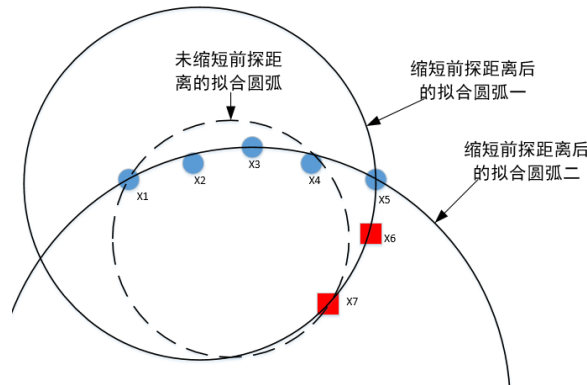 未缩短前探距
离的拟合圆弧
缩短前探距离后
的拟合圆弧一
缩短前探距离后
的拟合圆弧二
X1
X2
X3
X4
X5
X6
X7